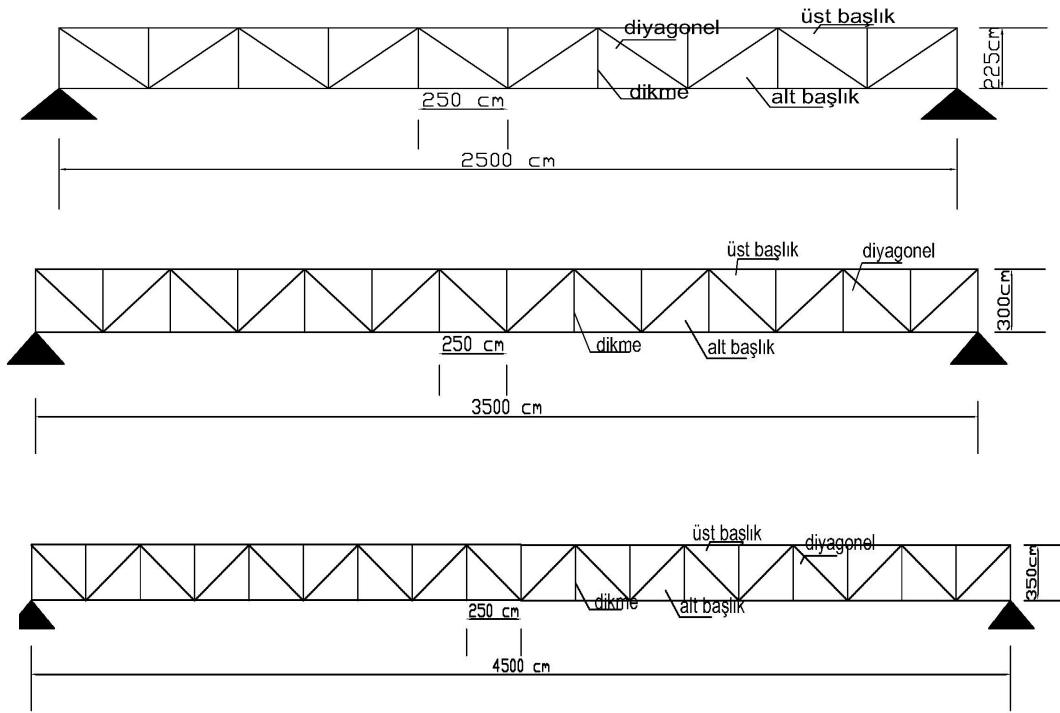 üst başlık
diyagonel
225cm
dikme
alt başlık
250 cm
2500 cm
üst başlık
diyagonel
300cm
250 cm
dikme
alt başlık
3500 cm
üst başlık
diyagonel
350cm
250 cm
dikme
alt başlık
4500 cm